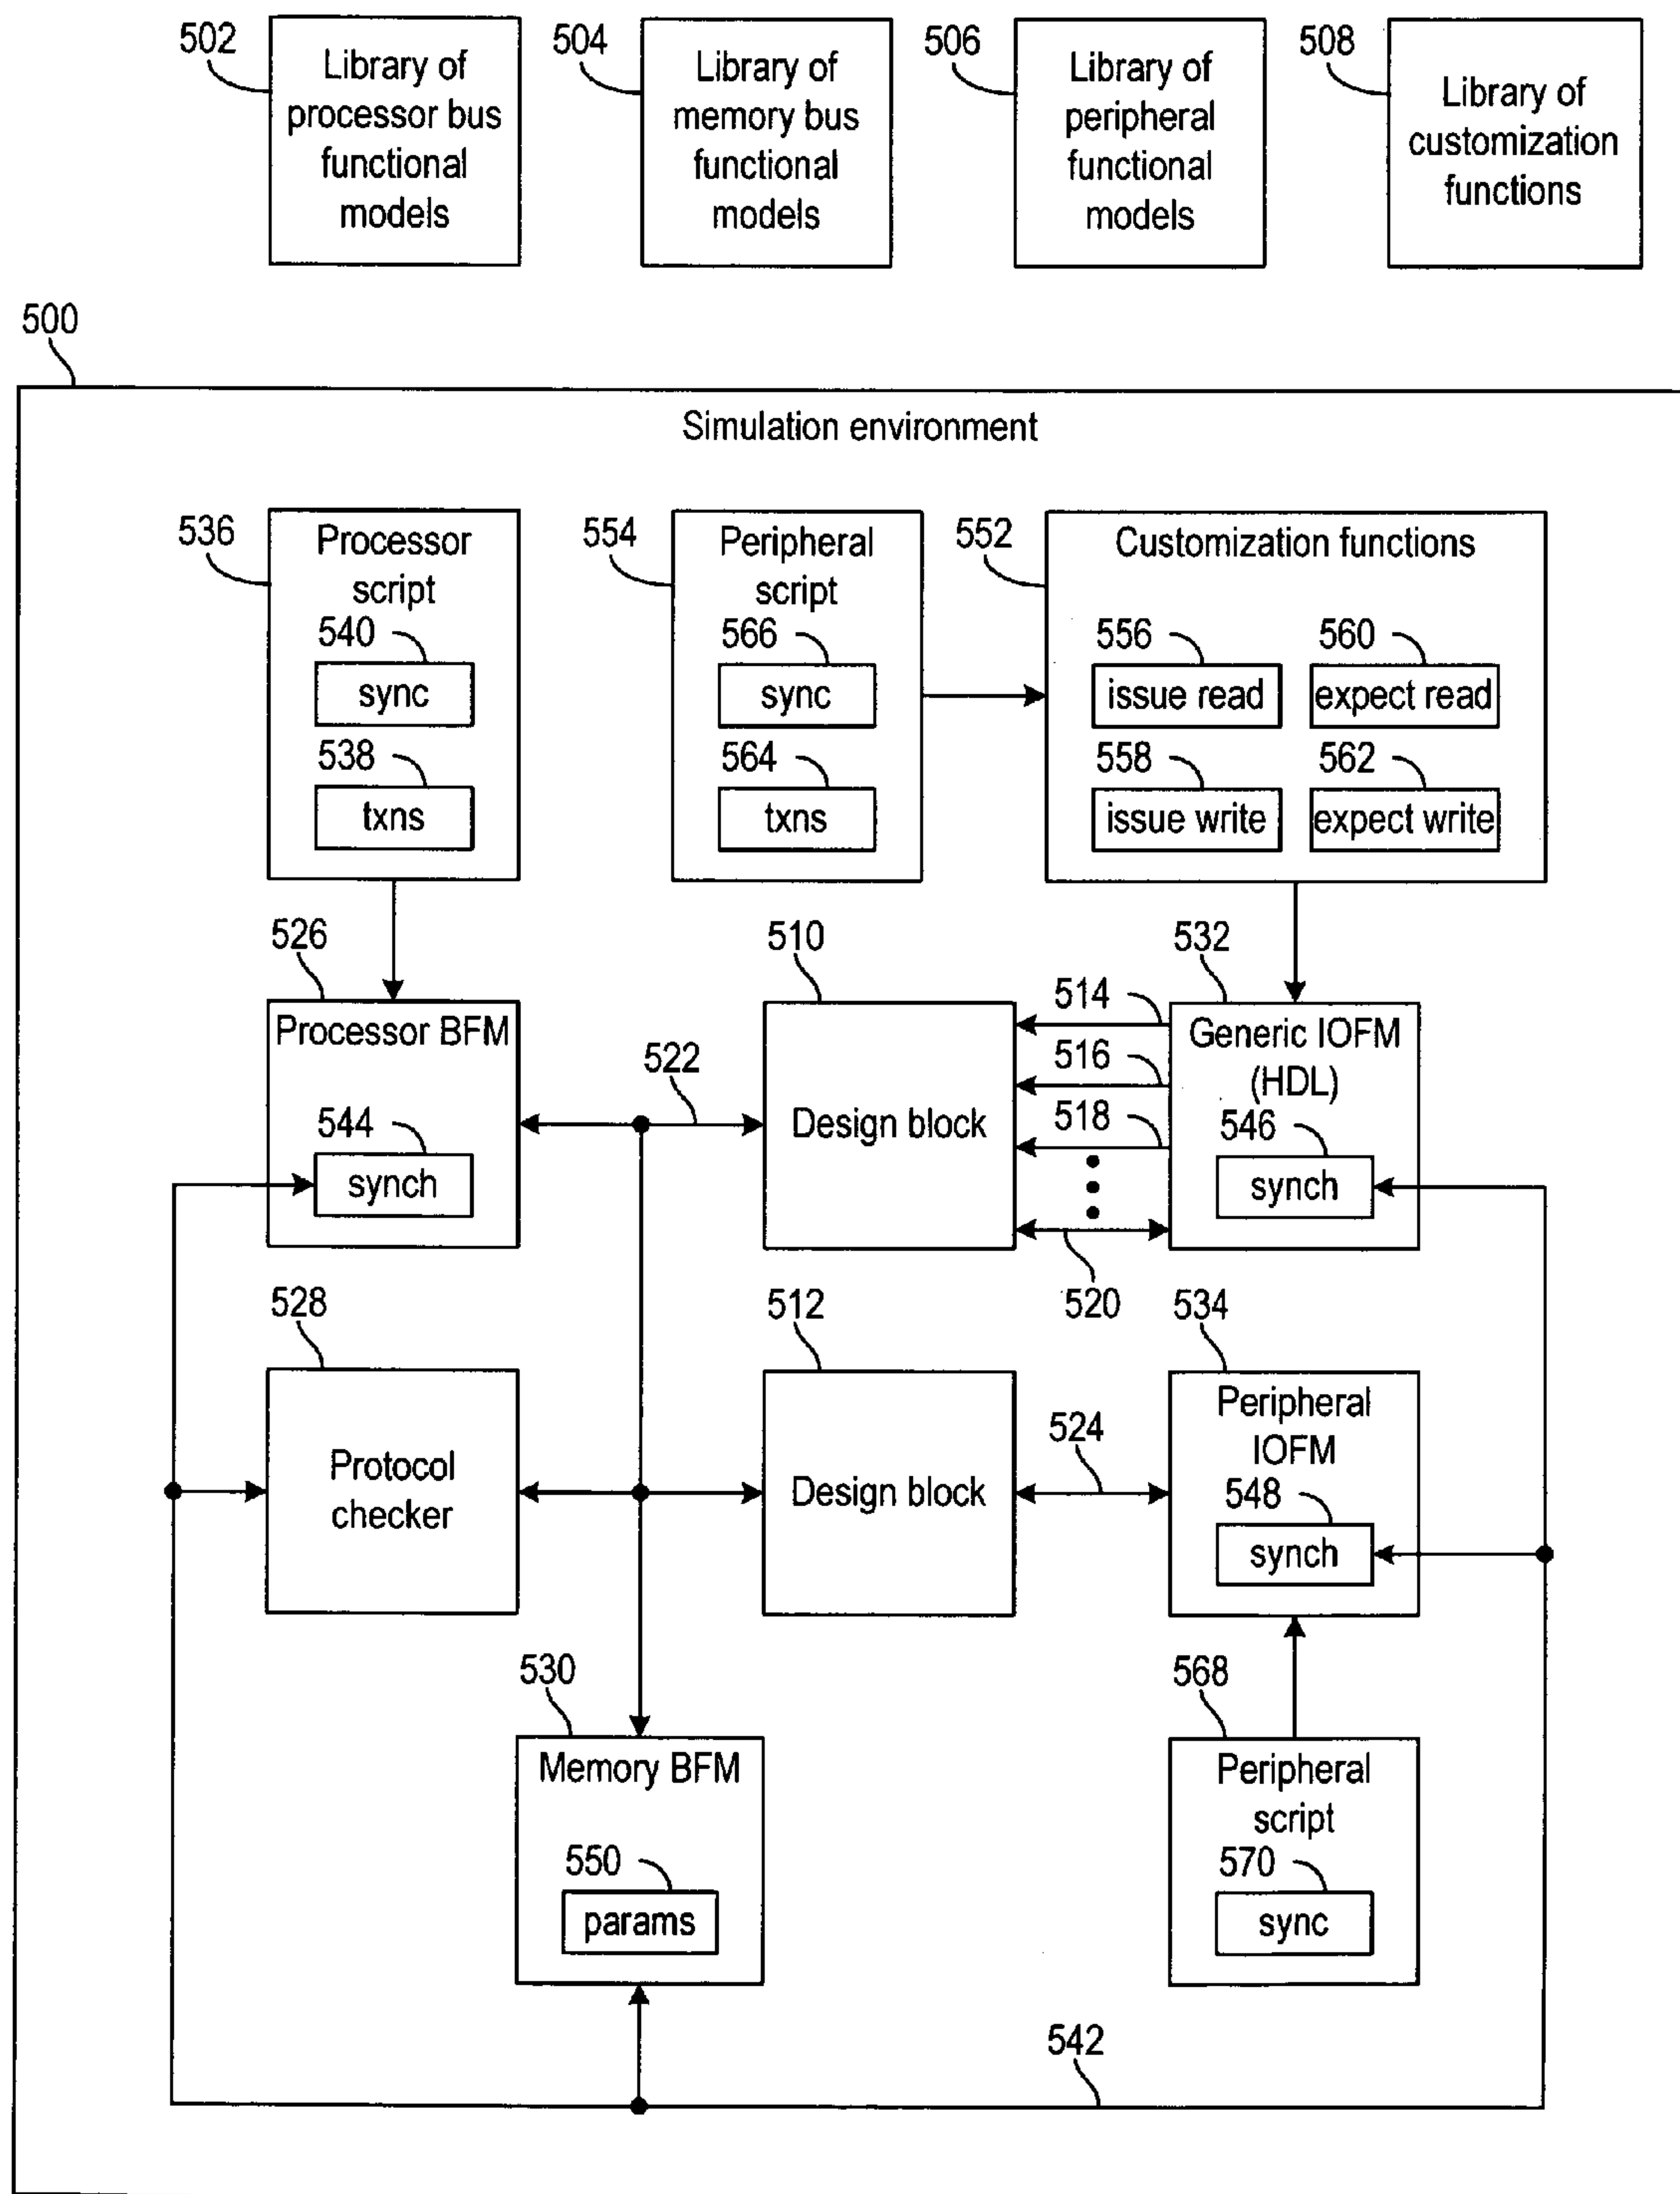 502
Library of
processor bus
functional
models
504
Library of
memory bus
functional
models
506
Library of
peripheral
functional
models
508
Library of
customization
functions
500
Simulation environment
536
Processor
script
540
sync
538
txns
554
Peripheral
script
566
sync
564
txns
552
Customization functions
556
issue read
560
expect read
558
issue write
562
expect write
526
Processor BFM
544
synch
522
510
Design block
514
516
518
520
532
Generic IOFM
(HDL)
546
synch
528
Protocol
checker
512
Design block
524
534
Peripheral
IOFM
548
synch
530
Memory BFM
550
params
568
Peripheral
script
570
sync
542